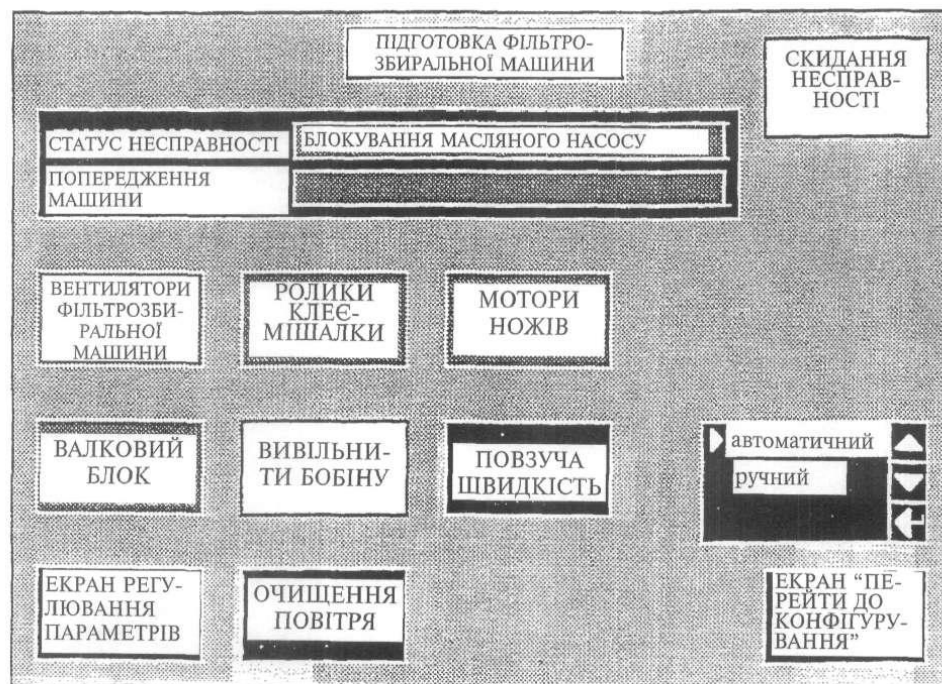 ПІДГОТОВКА ФІЛЬТРО-
ЗБИРАЛЬНОЇ МАШИНИ
СКИДАННЯ
НЕСПРАВ-
НОСТІ
СТАТУС НЕСПРАВНОСТІ
БЛОКУВАННЯ МАСЛЯНОГО НАСОСУ
ПОПЕРЕДЖЕННЯ
МАШИНИ
ВЕНТИЛЯТОРИ
ФІЛЬТРОЗБИ-
РАЛЬНОЇ
МАШИНИ
РОЛИКИ
КЛЕЄ-
МІШАЛКИ
МОТОРИ
НОЖІВ
ВАЛКОВИЙ
БЛОК
ВИВІЛЬНИ-
ТИ БОБІНУ
ПОВЗУЧА
ШВИДКІСТЬ
автоматичний
ручний
ЕКРАН РЕГУ-
ЛЮВАННЯ
ПАРАМЕТРІВ
ОЧИЩЕННЯ
ПОВІТРЯ
ЕКРАН “ПЕ-
РЕЙТИ ДО
КОНФІГУРУ-
ВАННЯ”